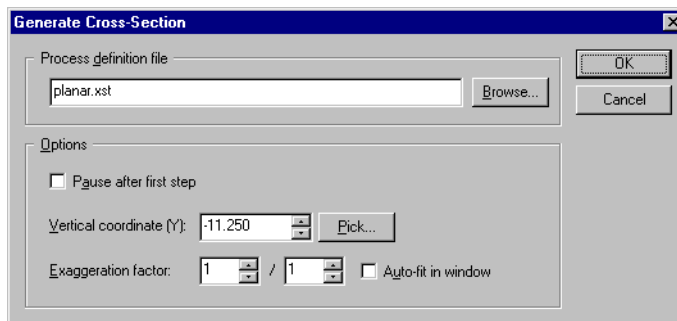 Generate Cross-Section
Process definition file
OK
planar.xst
Browse...
Cancel
Options
Pause after first step
Vertical coordinate (Y): -11.250 Pick...
Exaggeration factor: 1 / 1 Auto-fit in window